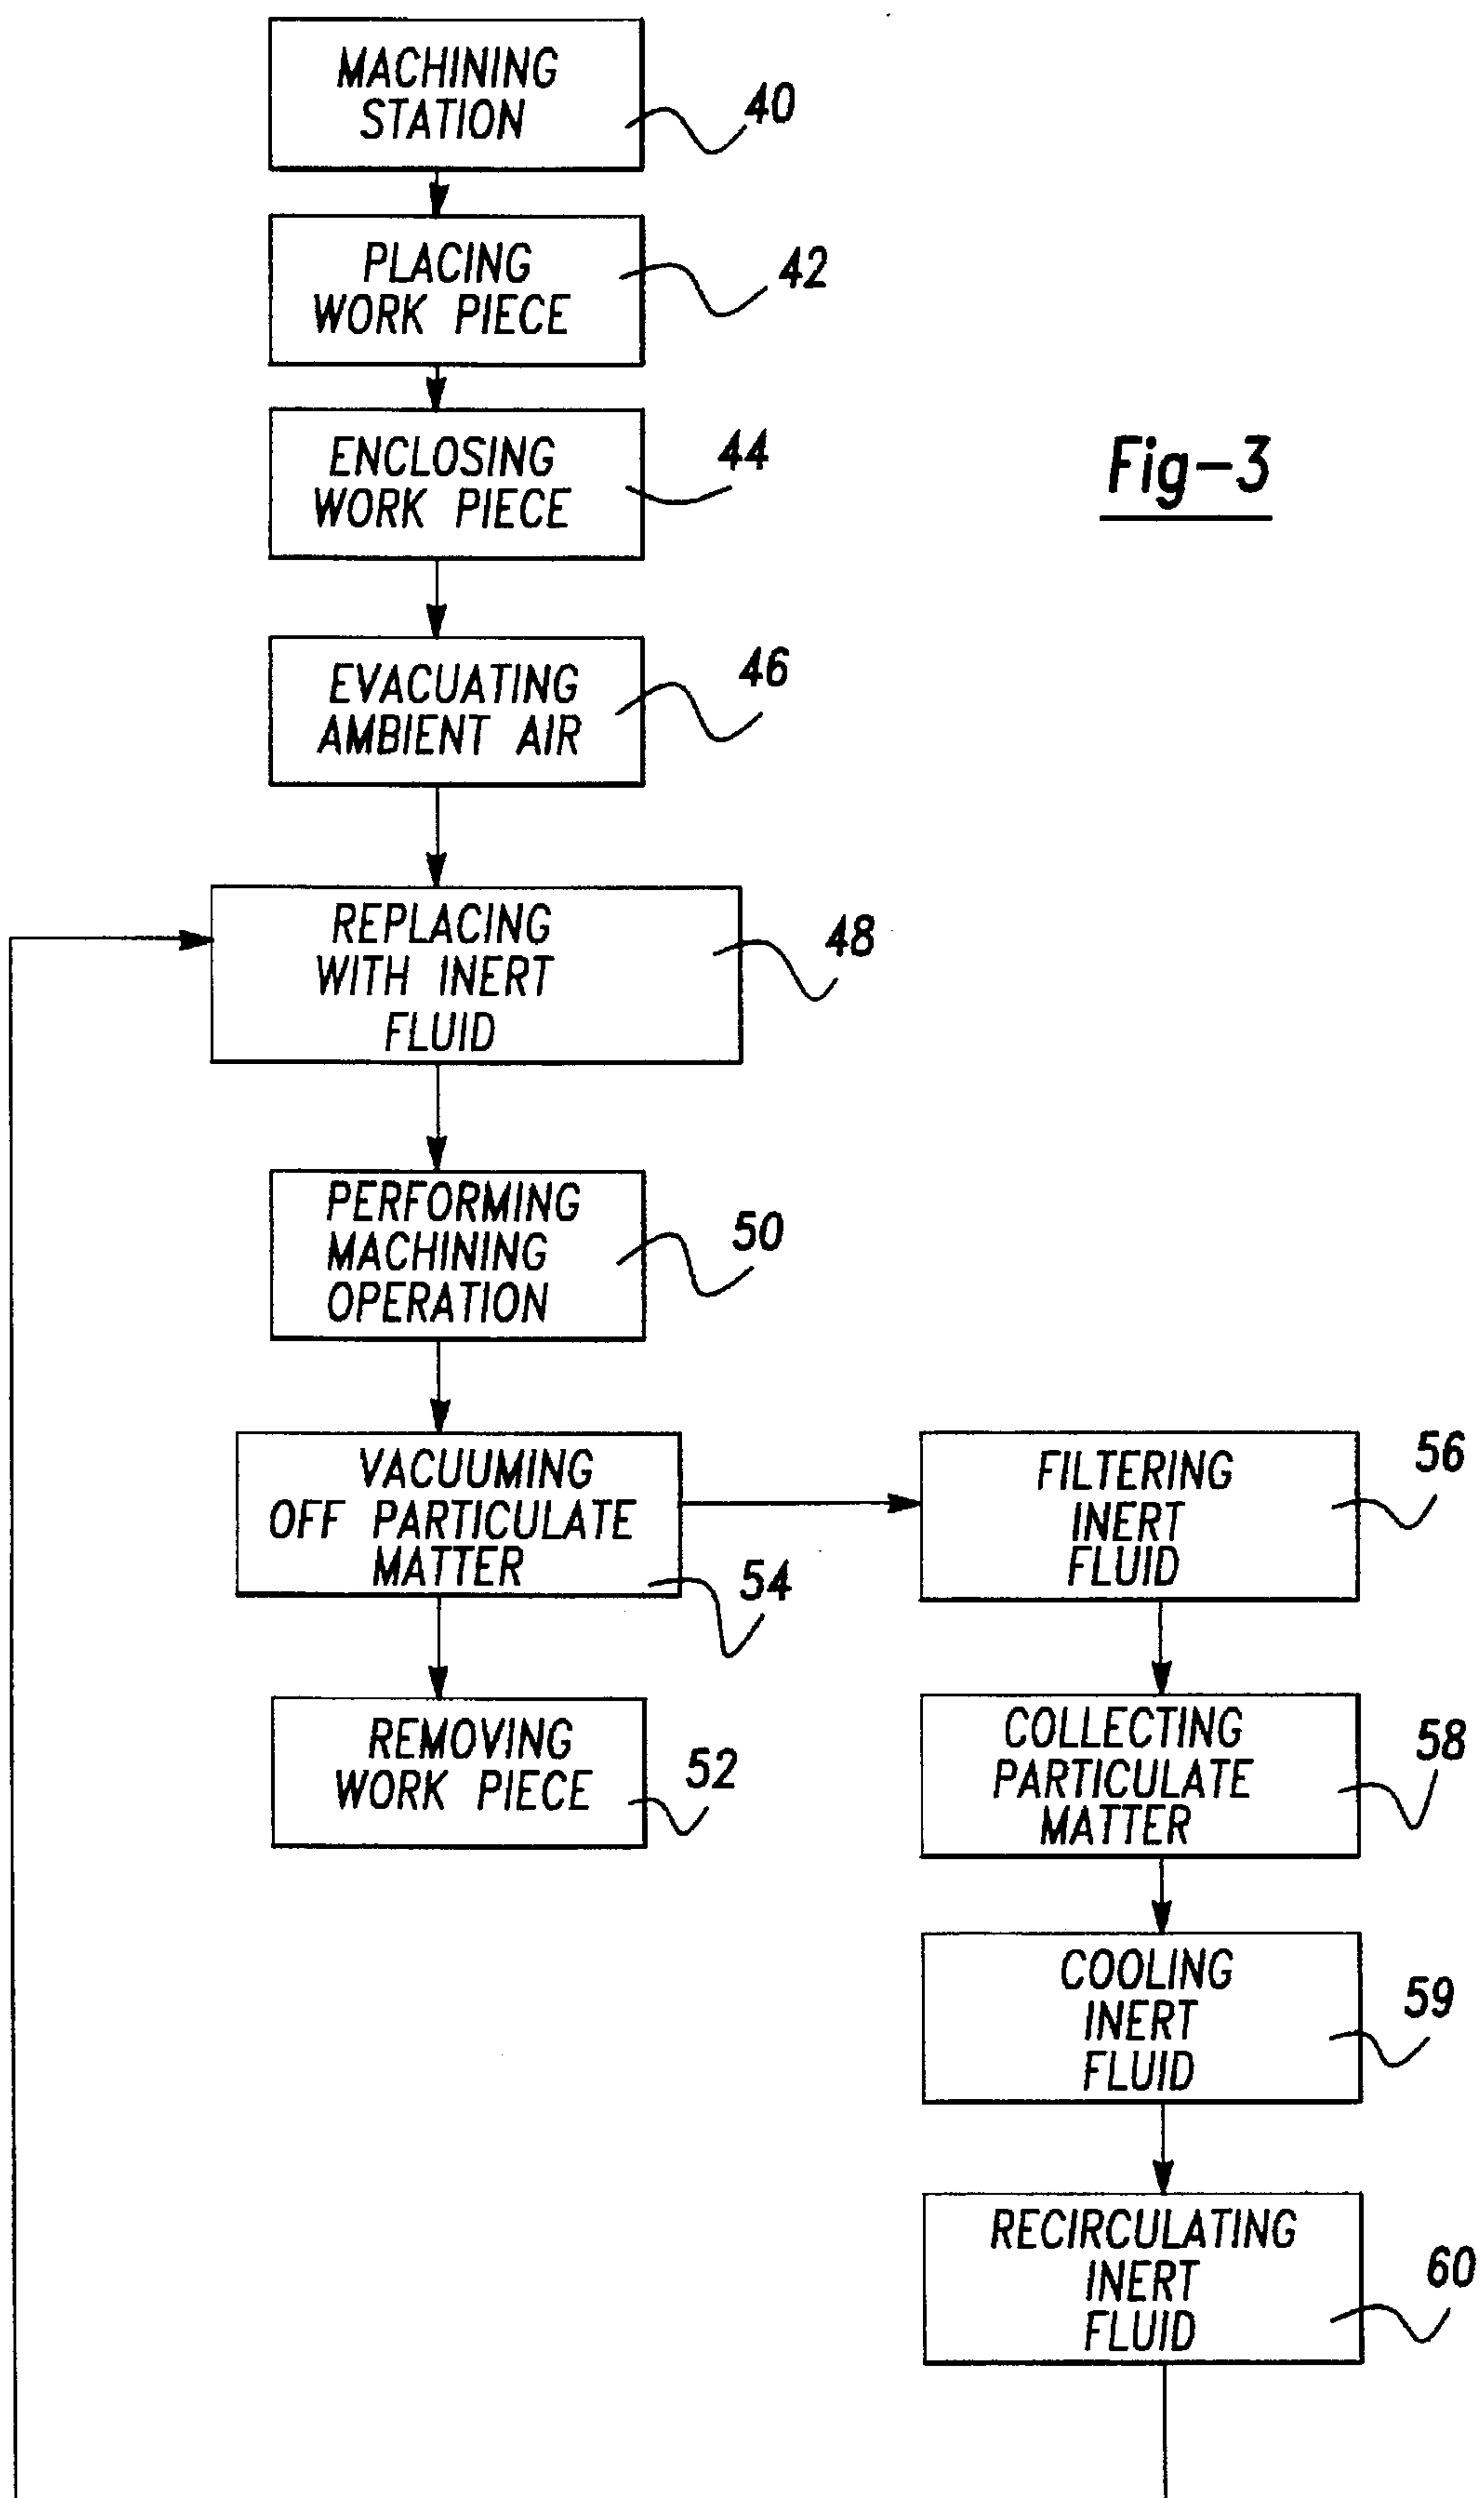 MACHINING
STATION
40
PLACING
WORK PIECE
42
ENCLOSING
WORK PIECE
44
Fig-3
EVACUATING
AMBIENT AIR
46
REPLACING
WITH INERT
FLUID
48
PERFORMING
MACHINING
OPERATION
50
VACUUMING
OFF PARTICULATE
MATTER
54
REMOVING
WORK PIECE
52
FILTERING
INERT
FLUID
56
COLLECTING
PARTICULATE
MATTER
58
COOLING
INERT
FLUID
59
RECIRCULATING
INERT
FLUID
60